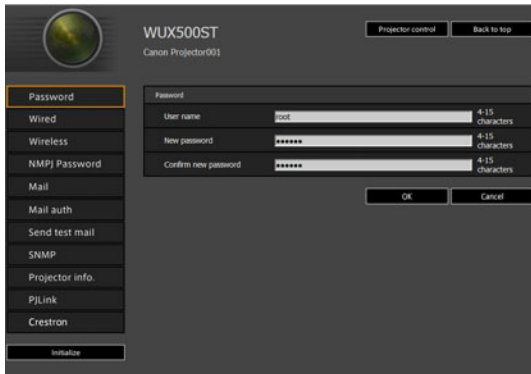 WUX500ST
Canon Projector001
Projector control
Back to top
Password
Wired
Wireless
NMPJ Password
Mail
Mail auth
Send test mail
SNMP
Projector info.
PJLink
Crestron
Initialize
Password
User name
root
4-15
characters
New password
••••••
4-15
characters
Confirm new password
••••••
4-15
characters
OK
Cancel